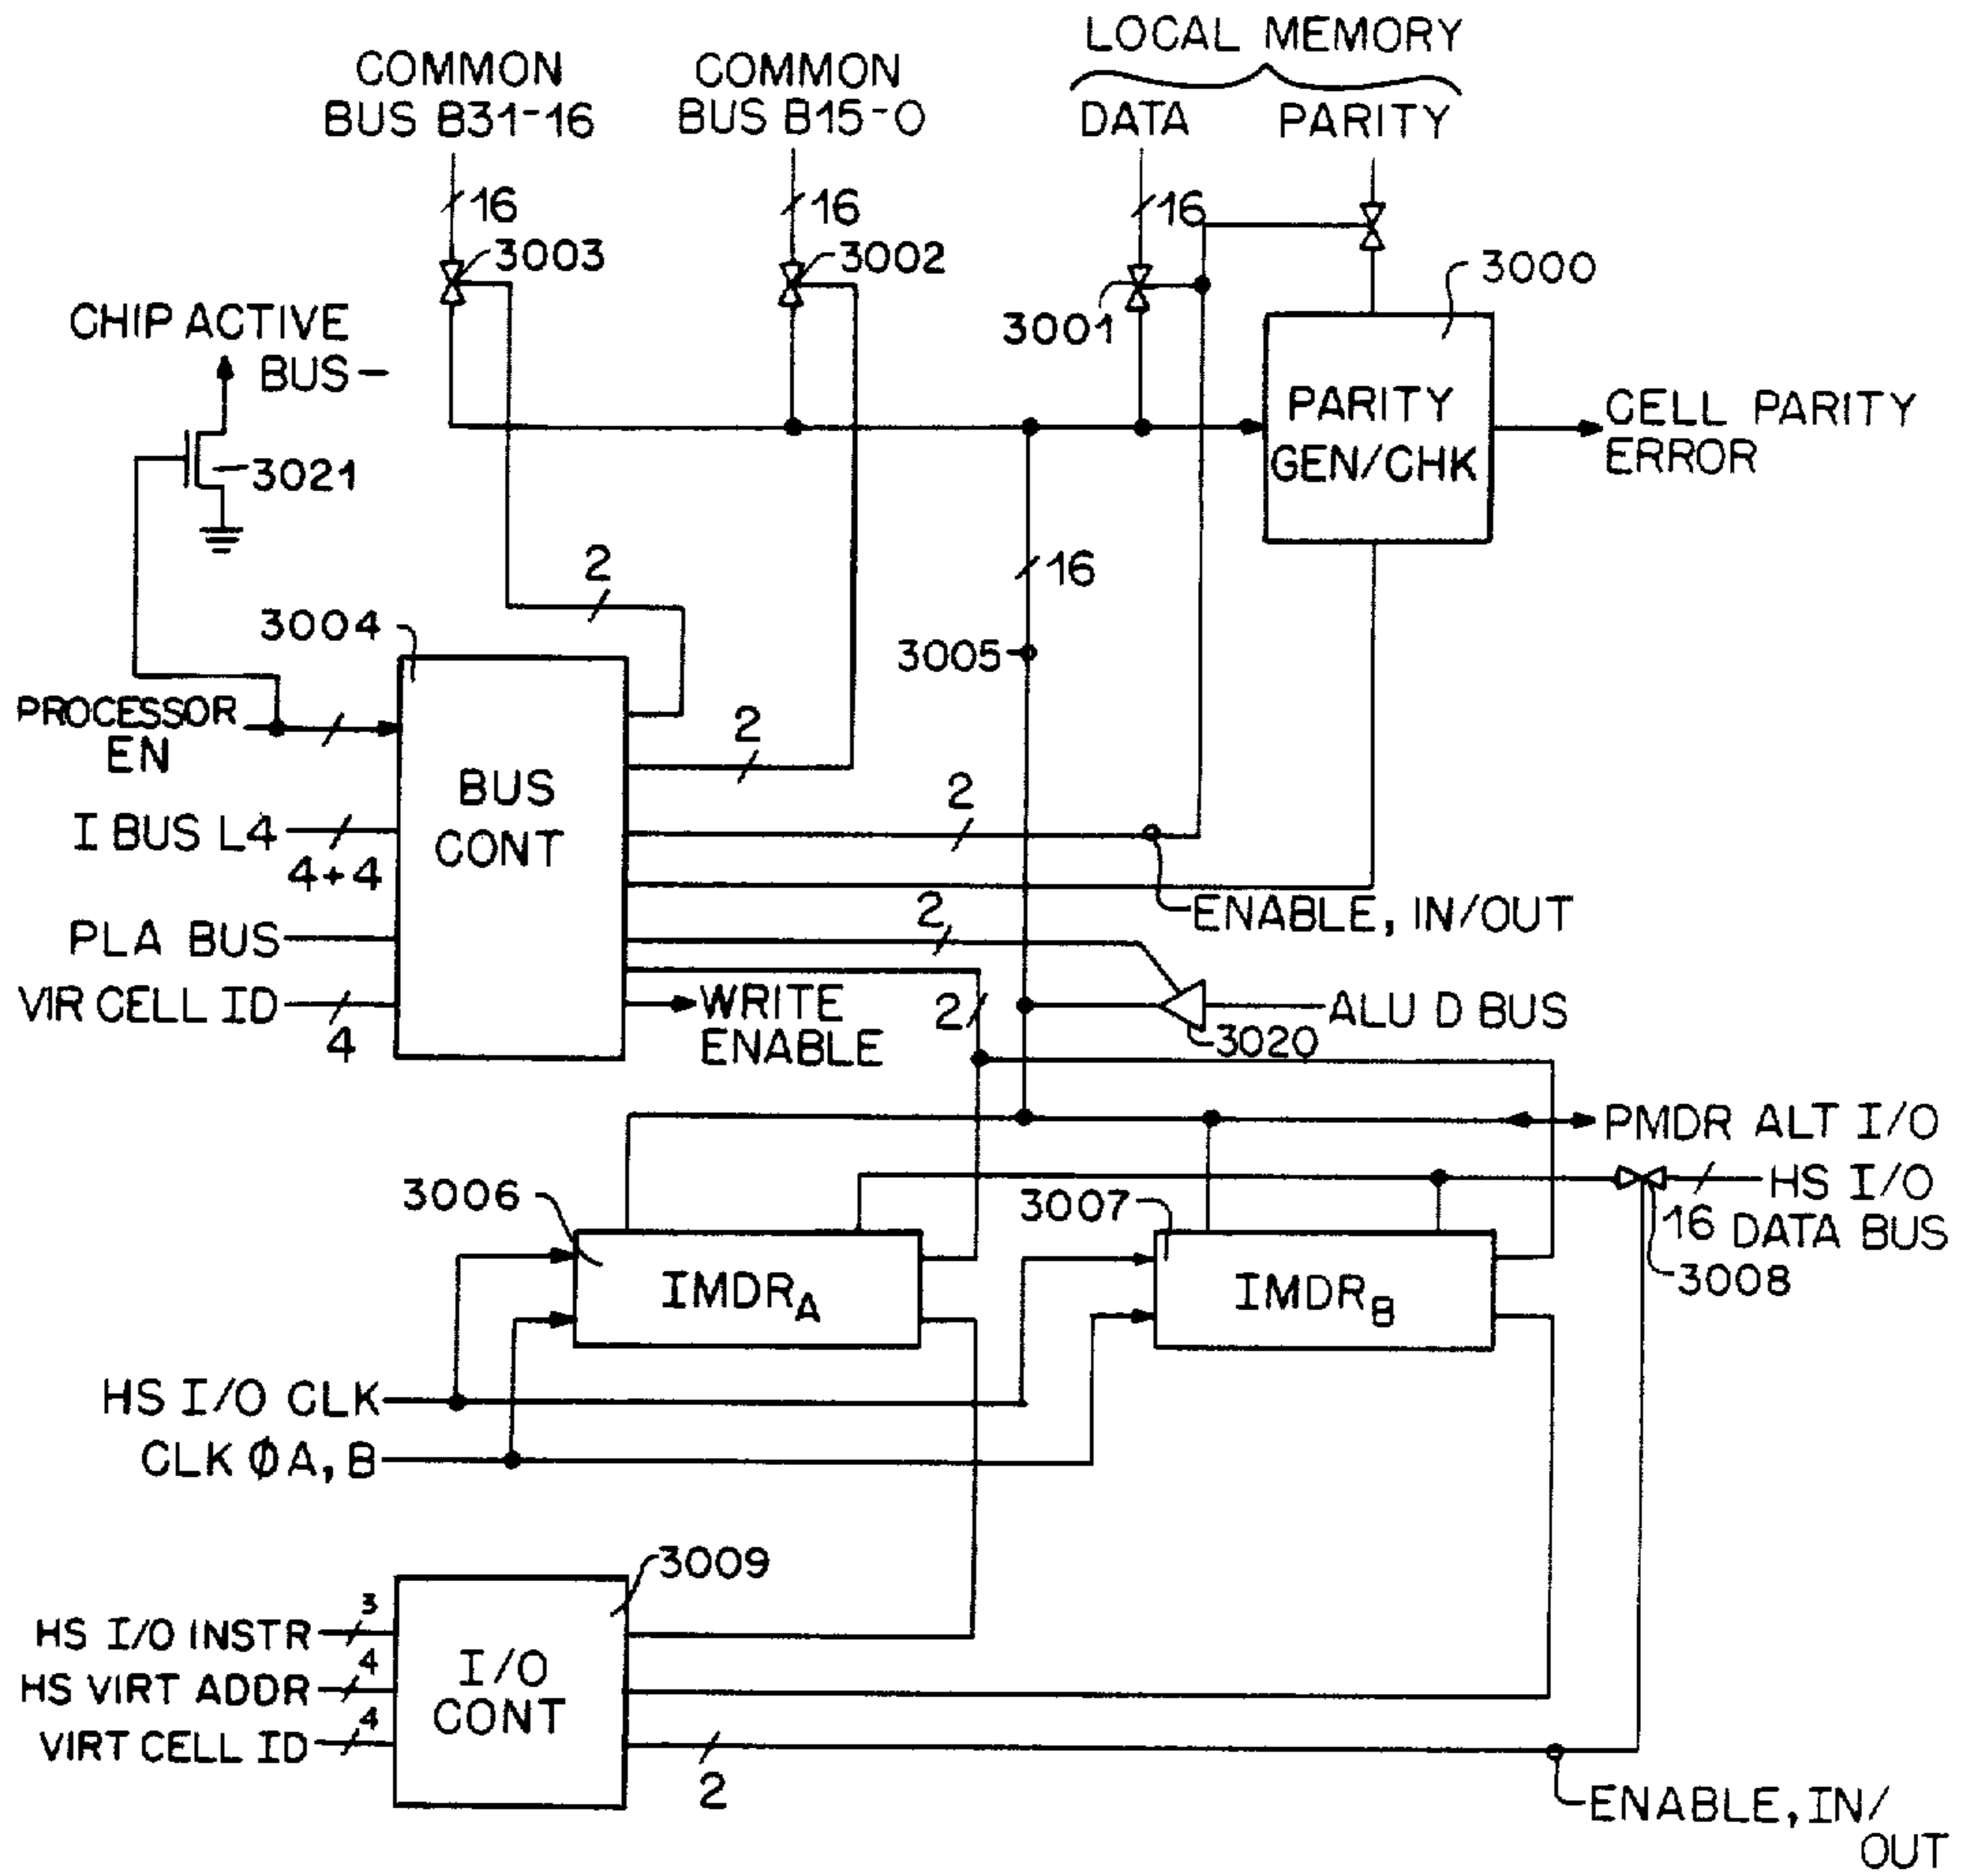 LOCAL MEMORY
COMMON
BUS B31-16
COMMON
BUS B15-0
DATA
PARITY
16
16
16
3003
3002
3001
3000
CHIP ACTIVE
BUS-
3021
PARITY
GEN/CHK
CELL PARITY
ERROR
2
16
3004
3005
PROCESSOR
EN
2
BUS
CONT
2
I BUS L4
4+4
ENABLE, IN/OUT
PLA BUS
2
VIR CELL ID
4
WRITE
ENABLE
2
ALU D BUS
3020
PMDR ALT I/O
3006
3007
HS I/O
DATA BUS
16
3008
IMDRA
IMDRB
HS I/O CLK
CLK ϕ A, B
3009
HS I/O INSTR
3
HS VIRT ADDR
4
VIRT CELL ID
4
I/O
CONT
2
ENABLE, IN/
OUT